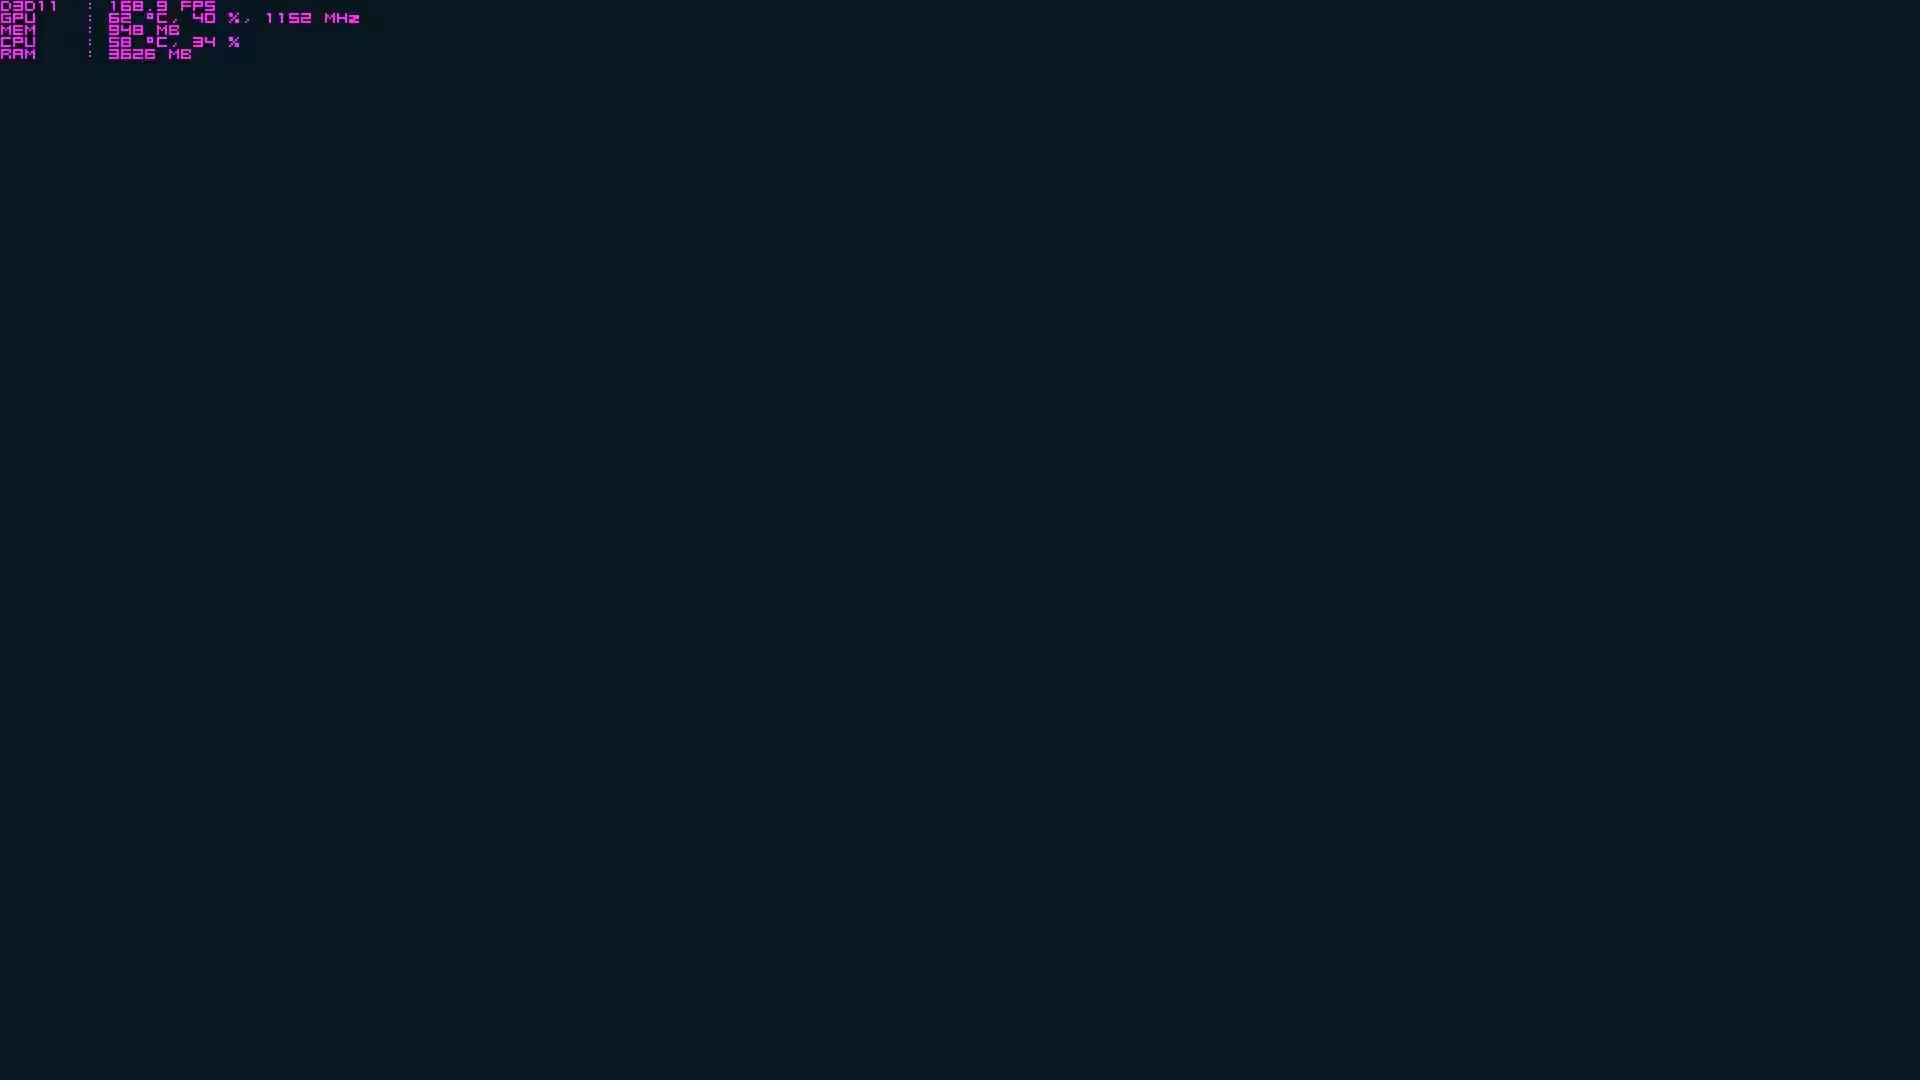 D3D11 : 168.9 FPS
GPU : 62 °C, 40 %, 1152 MHz
MEM : 948 MB
CPU : 58 °C, 34 %
RAM : 3626 MB